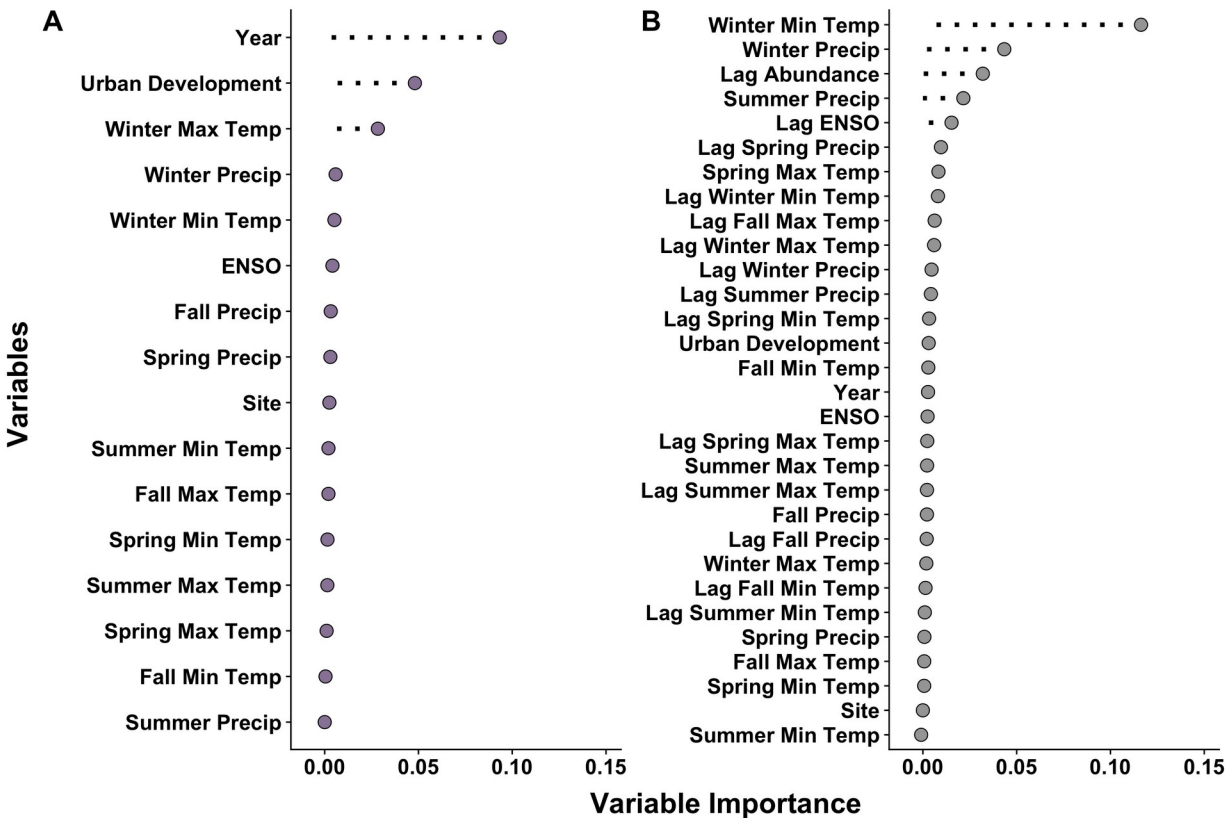 A
Year
Urban Development
Winter Max Temp
Winter Precip
Winter Min Temp
ENSO
Fall Precip
Spring Precip
Site
Summer Min Temp
Fall Max Temp
Spring Min Temp
Summer Max Temp
Spring Max Temp
Fall Min Temp
Summer Precip
0.00 0.05 0.10 0.15
B
Winter Min Temp
Winter Precip
Lag Abundance
Summer Precip
Lag ENSO
Lag Spring Precip
Spring Max Temp
Lag Winter Min Temp
Lag Fall Max Temp
Lag Winter Max Temp
Lag Winter Precip
Lag Summer Precip
Lag Spring Min Temp
Urban Development
Fall Min Temp
Year
ENSO
Lag Spring Max Temp
Summer Max Temp
Lag Summer Max Temp
Fall Precip
Lag Fall Precip
Winter Max Temp
Lag Fall Min Temp
Lag Summer Min Temp
Spring Precip
Fall Max Temp
Spring Min Temp
Site
Summer Min Temp
0.00 0.05 0.10 0.15
Variables
Variable Importance